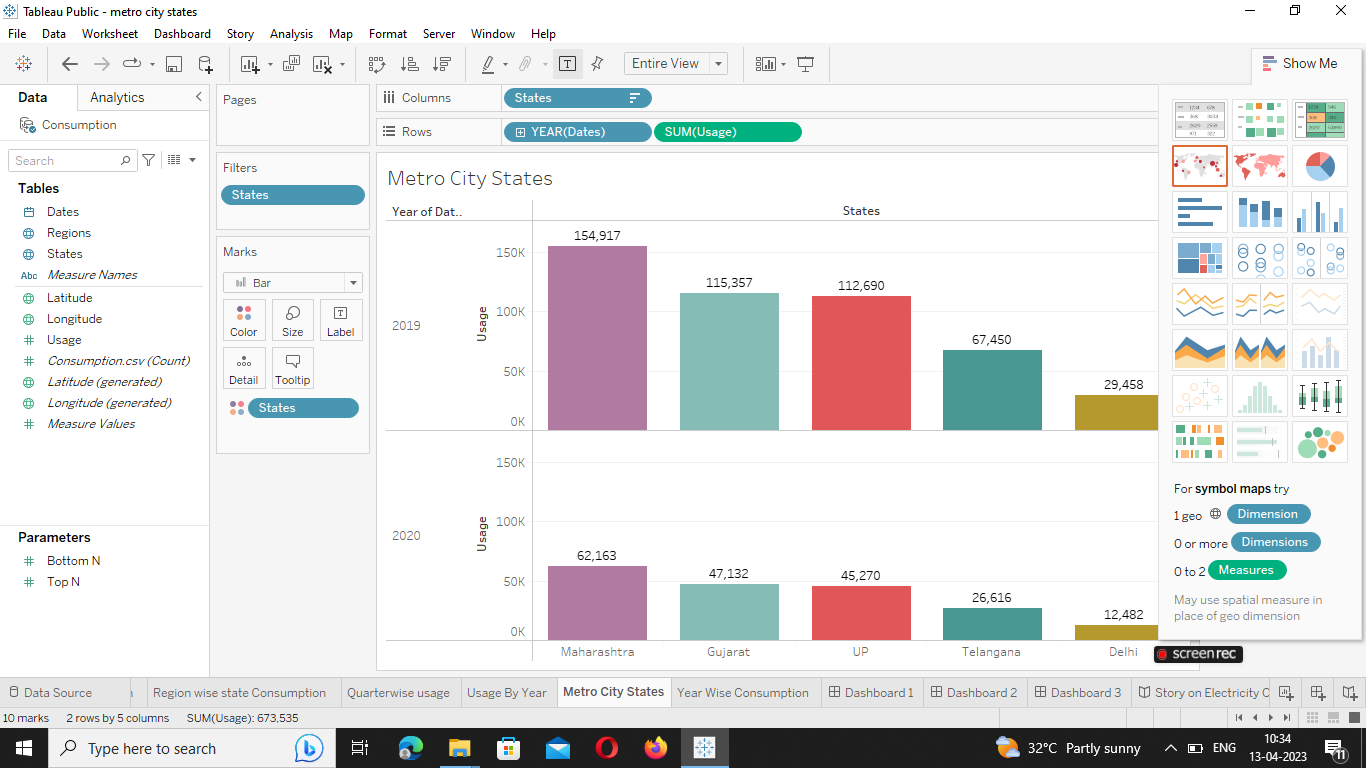 Tableau Public - metro city states
File Data Worksheet Dashboard Story Analysis Map Format Server Window Help
Entire View
Show Me
Data Analytics
Consumption
Search
Tables
Dates
Regions
States
Abc Measure Names
Latitude
Longitude
Usage
Consumption.csv (Count)
Latitude (generated)
Longitude (generated)
Measure Values
Parameters
Bottom N
Top N
Pages
Filters
States
Marks
Bar
Color Size Label
Detail Tooltip
States
Columns States
Rows YEAR(Dates) SUM(Usage)
Metro City States
Year of Dat.. States
2019
Usage
150K
100K
50K
0K
154,917 115,357 112,690 67,450 29,458
2020
Usage
150K
100K
50K
0K
62,163 47,132 45,270 26,616 12,482
Maharashtra Gujarat UP Telangana Delhi
For symbol maps try
1 geo Dimension
0 or more Dimensions
0 to 2 Measures
May use spatial measure in
place of geo dimension
screenrec
Data Source Region wise state Consumption Quarterwise usage Usage By Year Metro City States Year Wise Consumption Dashboard 1 Dashboard 2 Dashboard 3 Story on Electricity C
10 marks 2 rows by 5 columns SUM(Usage): 673,535
Type here to search
32°C Partly sunny
ENG
10:34
13-04-2023
11